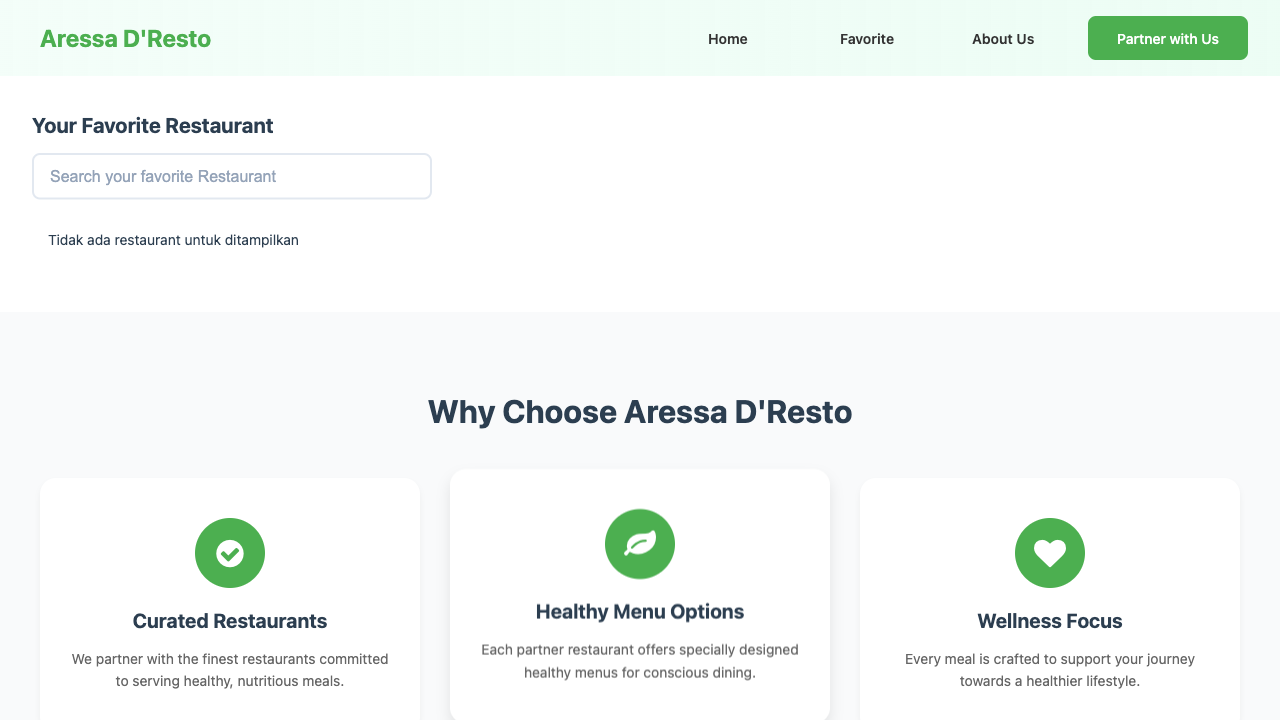 Aressa D'Resto
Home
Favorite
About Us
Partner with Us
Your Favorite Restaurant
Search your favorite Restaurant
Tidak ada restaurant untuk ditampilkan
Why Choose Aressa D'Resto
Curated Restaurants
We partner with the finest restaurants committed
to serving healthy, nutritious meals.
Healthy Menu Options
Each partner restaurant offers specially designed
healthy menus for conscious dining.
Wellness Focus
Every meal is crafted to support your journey
towards a healthier lifestyle.